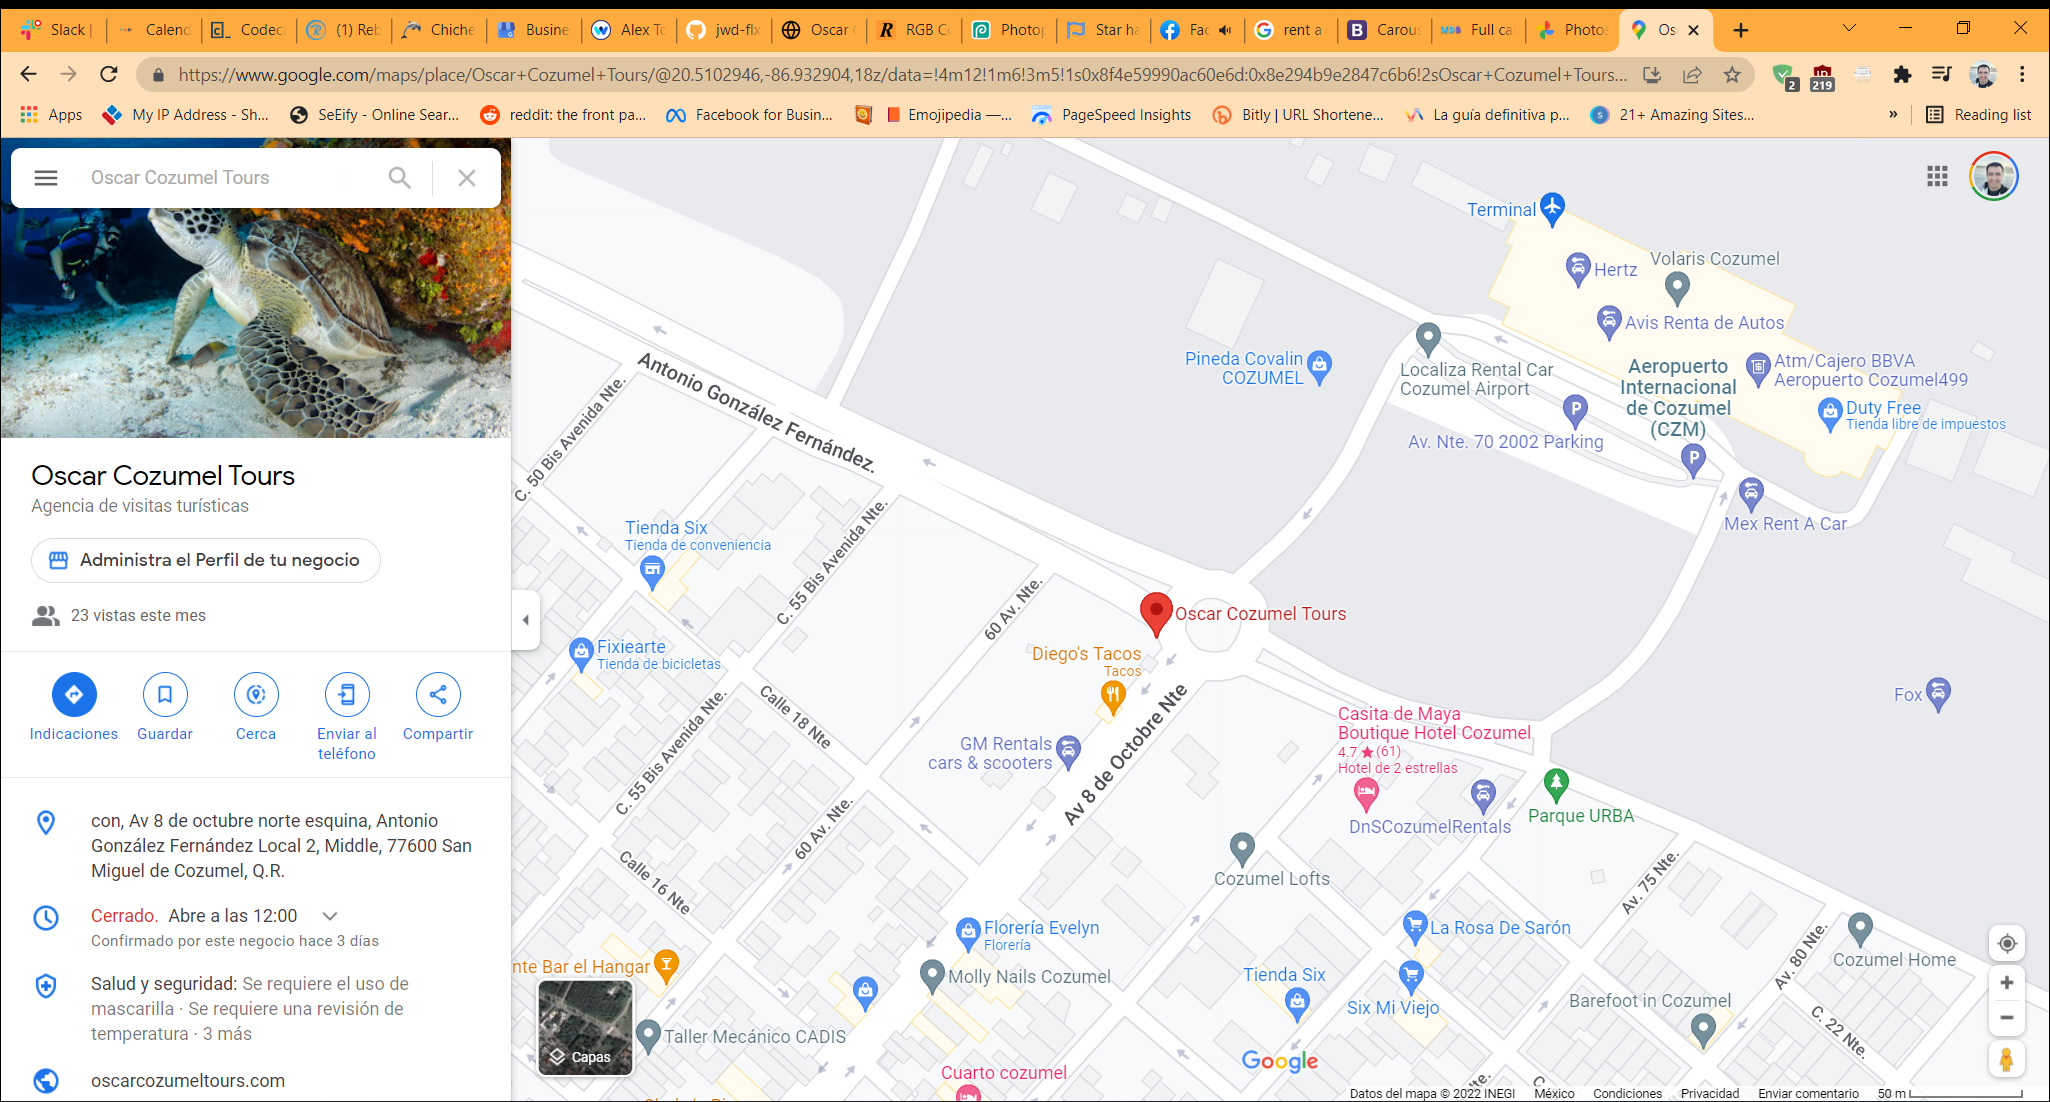 Slack
Calend
Codec
(1) Reb
Chiche
Busine
Alex To
jwd-flx
Oscar
RGB Co
Photop
Star ha
Fac
rent a
Carous
Full ca
Photos
Os
https://www.google.com/maps/place/Oscar+Cozumel+Tours/@20.5102946,-86.932904,18z/data=!4m12!1m6!3m5!1s0x8f4e59990ac60e6d:0x8e294b9e2847c6b6!2sOscar+Cozumel+Tours...
2
219
Apps
My IP Address - Sh...
SeEify - Online Sear...
reddit: the front pa...
Facebook for Busin...
Emojipedia —...
PageSpeed Insights
Bitly | URL Shortene...
La guía definitiva p...
21+ Amazing Sites...
»
Reading list
Oscar Cozumel Tours
Oscar Cozumel Tours
Agencia de visitas turísticas
Administra el Perfil de tu negocio
23 vistas este mes
Indicaciones
Guardar
Cerca
Enviar al
teléfono
Compartir
con, Av 8 de octubre norte esquina, Antonio
González Fernández Local 2, Middle, 77600 San
Miguel de Cozumel, Q.R.
Cerrado. Abre a las 12:00
Confirmado por este negocio hace 3 días
Salud y seguridad: Se requiere el uso de
mascarilla · Se requiere una revisión de
temperatura · 3 más
oscarcozumeltours.com
Terminal
Hertz
Volaris Cozumel
Avis Renta de Autos
Pineda Covalin
COZUMEL
Localiza Rental Car
Cozumel Airport
Aeropuerto
Internacional
de Cozumel
(CZM)
Atm/Cajero BBVA
Aeropuerto Cozumel499
Duty Free
Tienda libre de impuestos
P
Av. Nte. 70 2002 Parking
P
Mex Rent A Car
Antonio González Fernández.
C. 50 Bis Avenida Nte.
C. 55 Bis Avenida Nte.
Tienda Six
Tienda de conveniencia
60 Av. Nte.
Oscar Cozumel Tours
Fixiearte
Tienda de bicicletas
Diego's Tacos
Tacos
Calle 18 Nte
C. 55 Bis Avenida Nte.
Av 8 de Octobre Nte
GM Rentals
cars & scooters
Fox
Casita de Maya
Boutique Hotel Cozumel
4.7 ★ (61)
Hotel de 2 estrellas
DnSCozumelRentals
Parque URBA
60 Av. Nte.
Calle 16 Nte
Cozumel Lofts
Av. 75 Nte.
Florería Evelyn
Florería
La Rosa De Sarón
nte Bar el Hangar
Molly Nails Cozumel
Tienda Six
Six Mi Viejo
Av. 80 Nte.
Cozumel Home
Barefoot in Cozumel
C. 22 Nte.
Taller Mecánico CADIS
Capas
Cuarto cozumel
Google
Datos del mapa © 2022 INEGI
México
Condiciones
Privacidad
Enviar comentario
50 m